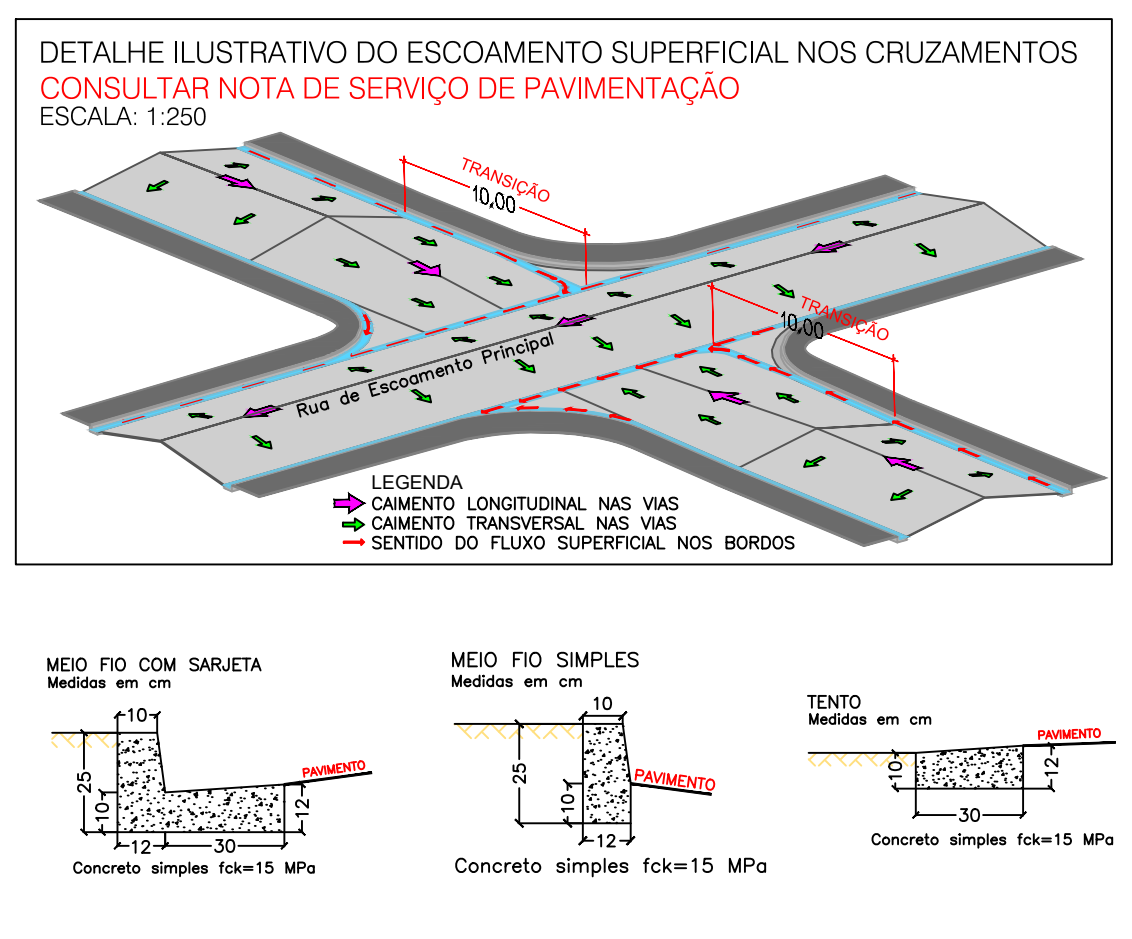 DETALHE ILUSTRATIVO DO ESCOAMENTO SUPERFICIAL NOS CRUZAMENTOS
CONSULTAR NOTA DE SERVIÇO DE PAVIMENTAÇÃO
ESCALA: 1:250
TRANSIÇÃO
10,00
TRANSIÇÃO
10,00
Rua de Escoamento Principal
LEGENDA
CAIMENTO LONGITUDINAL NAS VIAS
CAIMENTO TRANSVERSAL NAS VIAS
SENTIDO DO FLUXO SUPERFICIAL NOS BORDOS
MEIO FIO COM SARJETA
Medidas em cm
10
25
10
PAVIMENTO
12
12
30
Concreto simples fck=15 MPa
MEIO FIO SIMPLES
Medidas em cm
10
25
10
PAVIMENTO
12
Concreto simples fck=15 MPa
TENTO
Medidas em cm
PAVIMENTO
10
12
30
Concreto simples fck=15 MPa